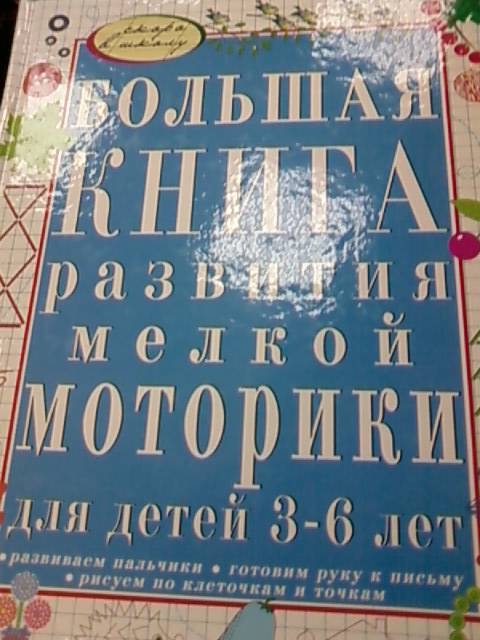 скоро
в школу
БОЛЬШАЯ
КНИГА
развития
мелкой
МОТОРИКИ
для детей 3-6 лет
• развиваем пальчики • готовим руку к письму
• рисуем по клеточкам и точкам